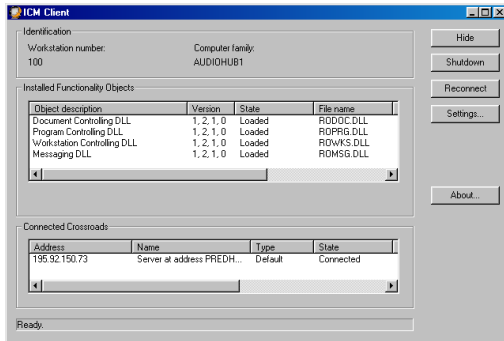 ICM Client
Identification
Workstation number: Computer family:
100 AUDIOHUB1
Hide
Shutdown
Reconnect
Settings...
About...
Installed Functionality Objects
Object description Version State File name
Document Controlling DLL 1, 2, 1, 0 Loaded RODOC.DLL
Program Controlling DLL 1, 2, 1, 0 Loaded ROPRG.DLL
Workstation Controlling DLL 1, 2, 1, 0 Loaded ROWKS.DLL
Messaging DLL 1, 2, 1, 0 Loaded ROMSG.DLL
Connected Crossroads
Address Name Type State
195.92.150.73 Server at address PREDH... Default Connected
Ready.